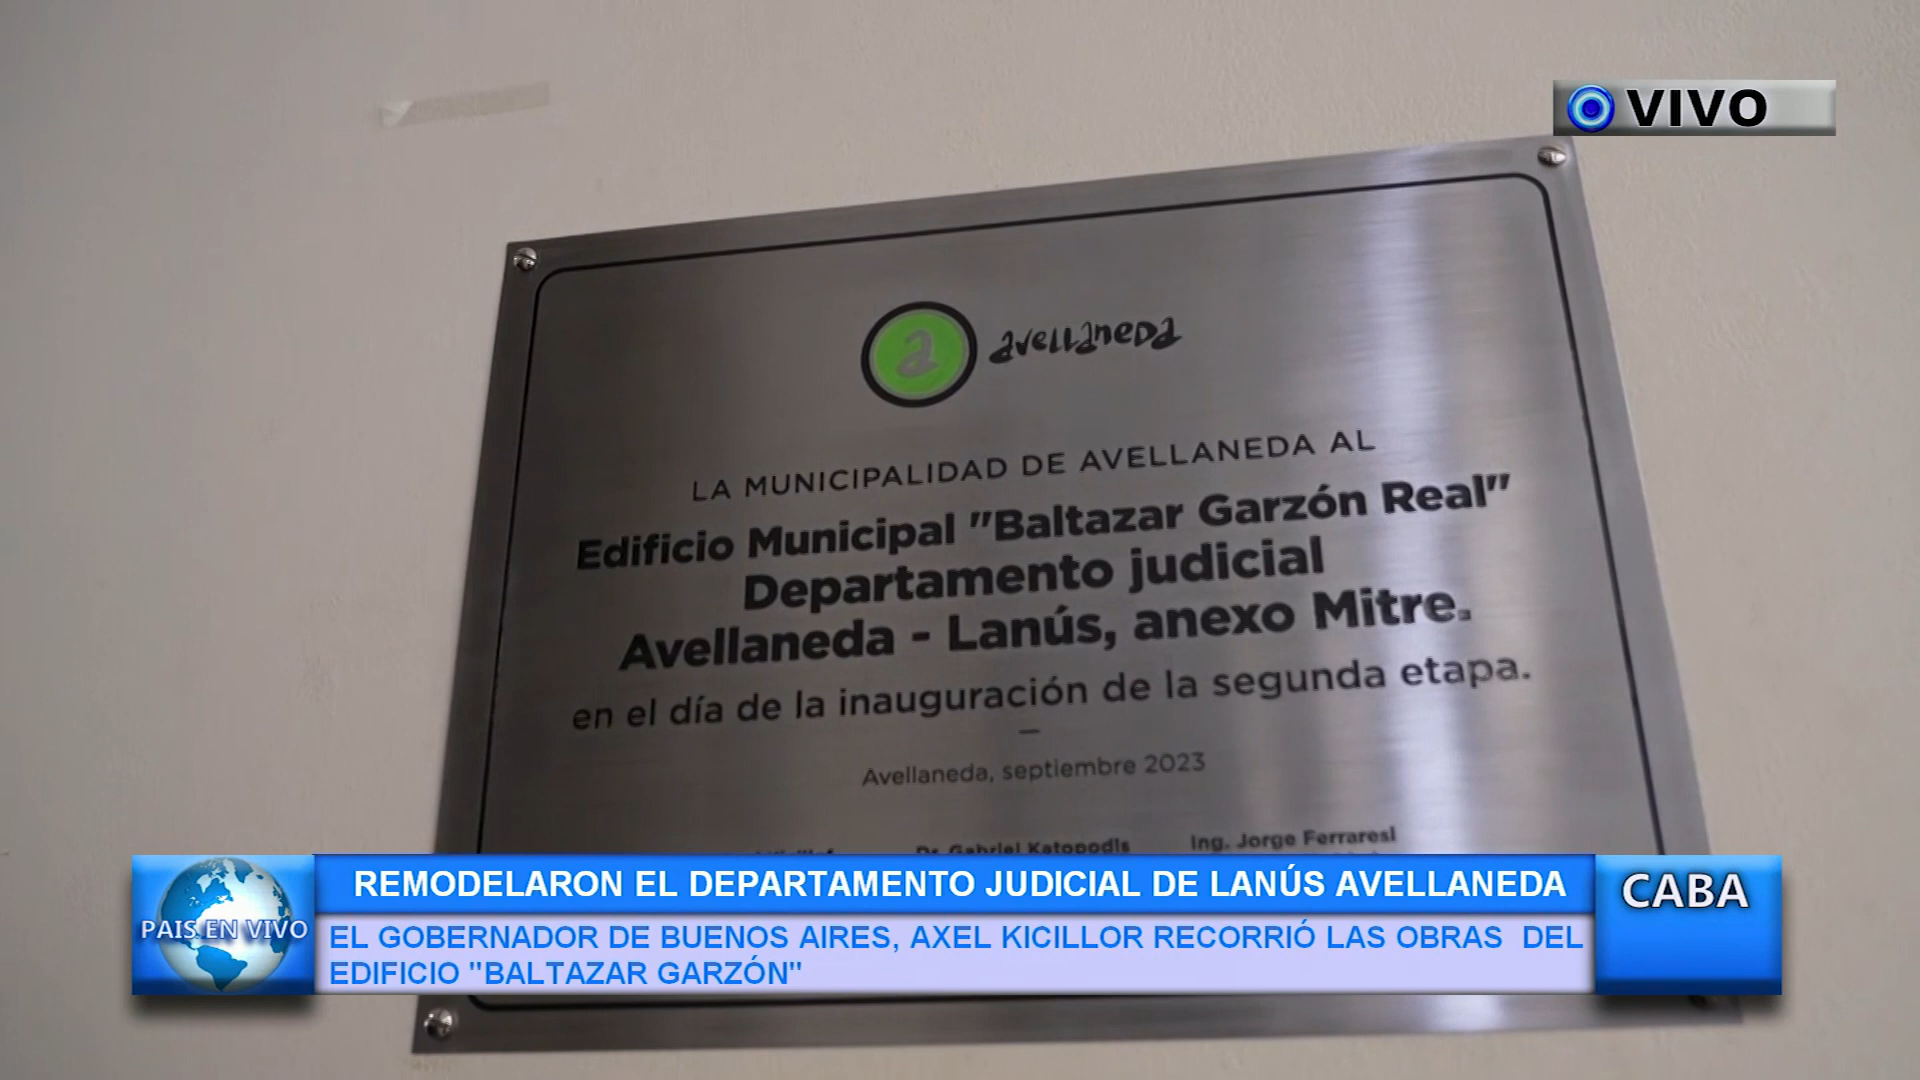 VIVO
a avellaneda
LA MUNICIPALIDAD DE AVELLANEDA AL
Edificio Municipal "Baltazar Garzón Real"
Departamento judicial
Avellaneda - Lanús, anexo Mitre.
en el día de la inauguración de la segunda etapa.
Avellaneda, septiembre 2023
Dr. Gabriel Katopodis Ing. Jorge Ferraresi
REMODELARON EL DEPARTAMENTO JUDICIAL DE LANÚS AVELLANEDA
CABA
PAIS EN VIVO
EL GOBERNADOR DE BUENOS AIRES, AXEL KICILLOR RECORRIÓ LAS OBRAS DEL
EDIFICIO "BALTAZAR GARZÓN"